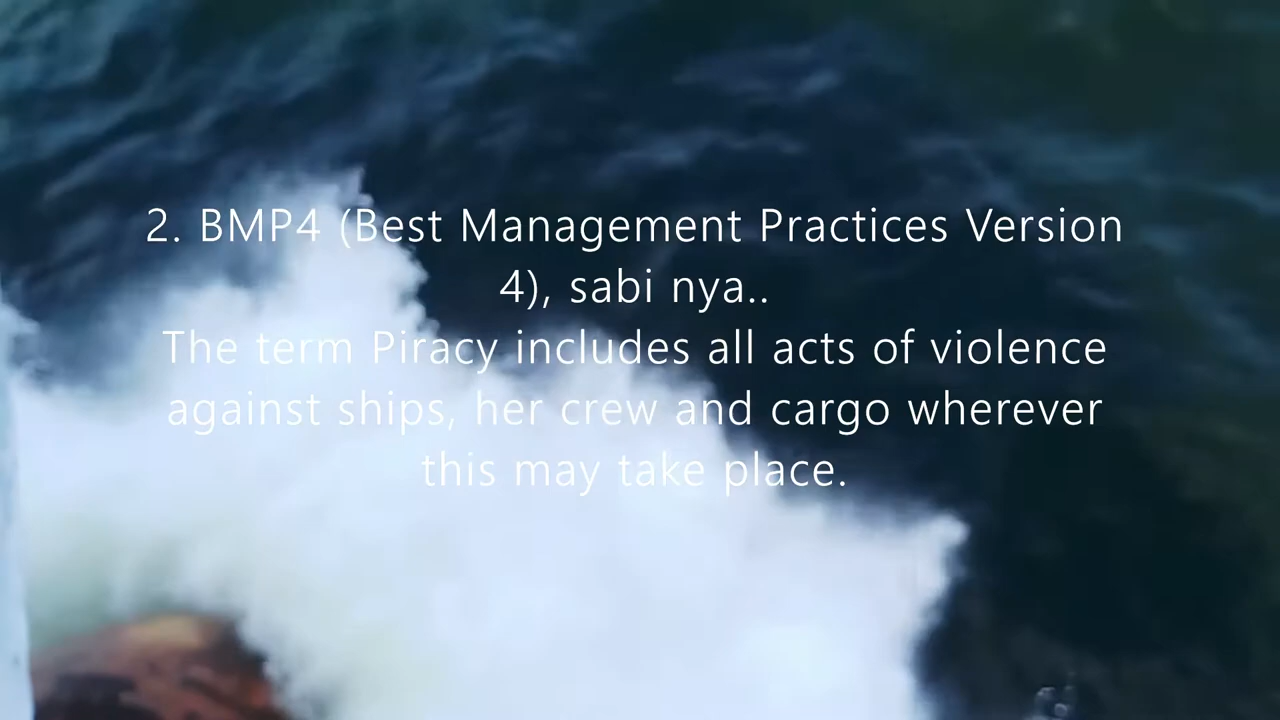 2. BMP4 (Best Management Practices Version
4), sabi nya..
The term Piracy includes all acts of violence
against ships, her crew and cargo wherever
this may take place.